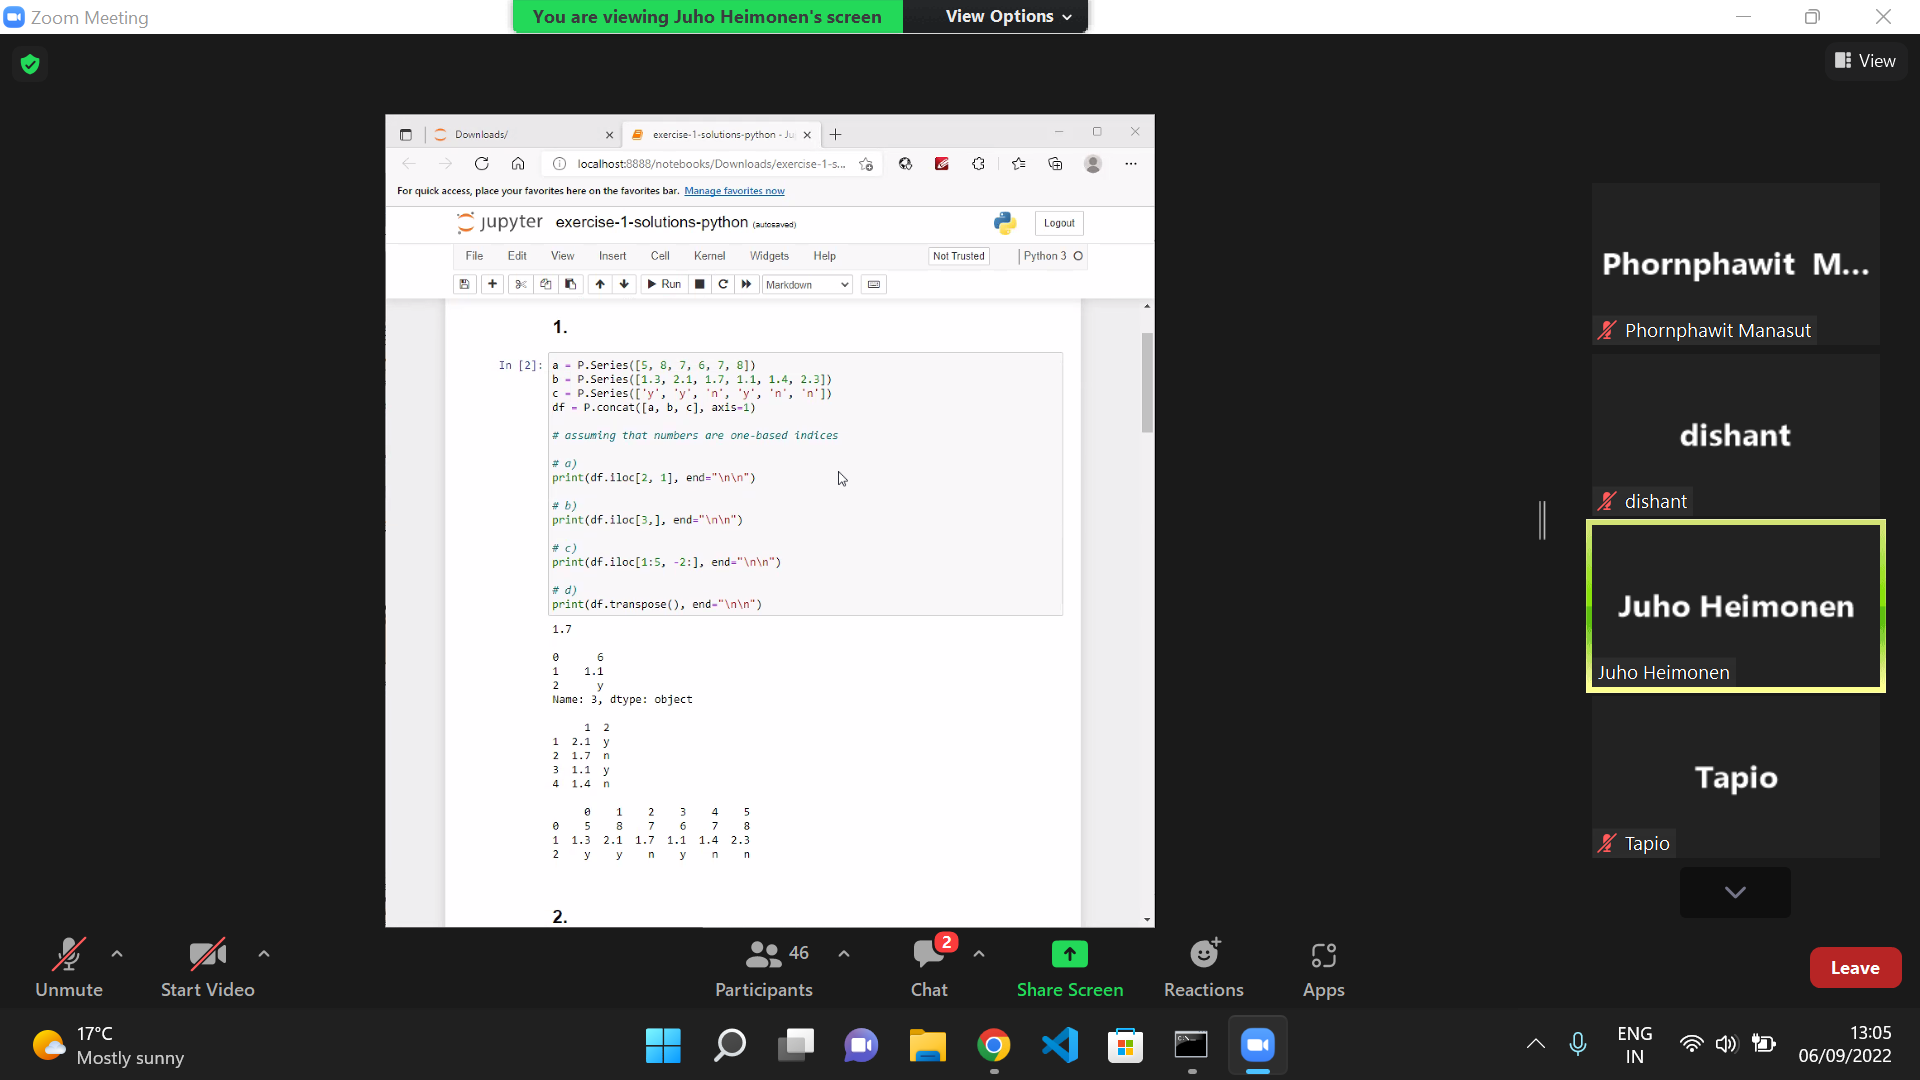 Zoom Meeting
You are viewing Juho Heimonen's screen
View Options
View
Downloads/
exercise-1-solutions-python - Ju
localhost:8888/notebooks/Downloads/exercise-1-s...
For quick access, place your favorites here on the favorites bar. Manage favorites now
jupyter exercise-1-solutions-python (autosaved)
Logout
File Edit View Insert Cell Kernel Widgets Help
Not Trusted
Python 3
Run
Markdown
1.
In [2]:
a = P.Series([5, 8, 7, 6, 7, 8])
b = P.Series([1.3, 2.1, 1.7, 1.1, 1.4, 2.3])
c = P.Series(['y', 'y', 'n', 'y', 'n', 'n'])
df = P.concat([a, b, c], axis=1)
# assuming that numbers are one-based indices
# a)
print(df.iloc[2, 1], end="\n\n")
# b)
print(df.iloc[3,], end="\n\n")
# c)
print(df.iloc[1:5, -2:], end="\n\n")
# d)
print(df.transpose(), end="\n\n")
1.7
0 6
1 1.1
2 y
Name: 3, dtype: object
1 2
1 2.1 y
2 1.7 n
3 1.1 y
4 1.4 n
0 1 2 3 4 5
0 5 8 7 6 7 8
1 1.3 2.1 1.7 1.1 1.4 2.3
2 y y n y n n
2.
Phornphawit M...
Phornphawit Manasut
dishant
dishant
Juho Heimonen
Juho Heimonen
Tapio
Tapio
Unmute
Start Video
46
Participants
2
Chat
Share Screen
Reactions
Apps
Leave
17°C
Mostly sunny
ENG
IN
13:05
06/09/2022